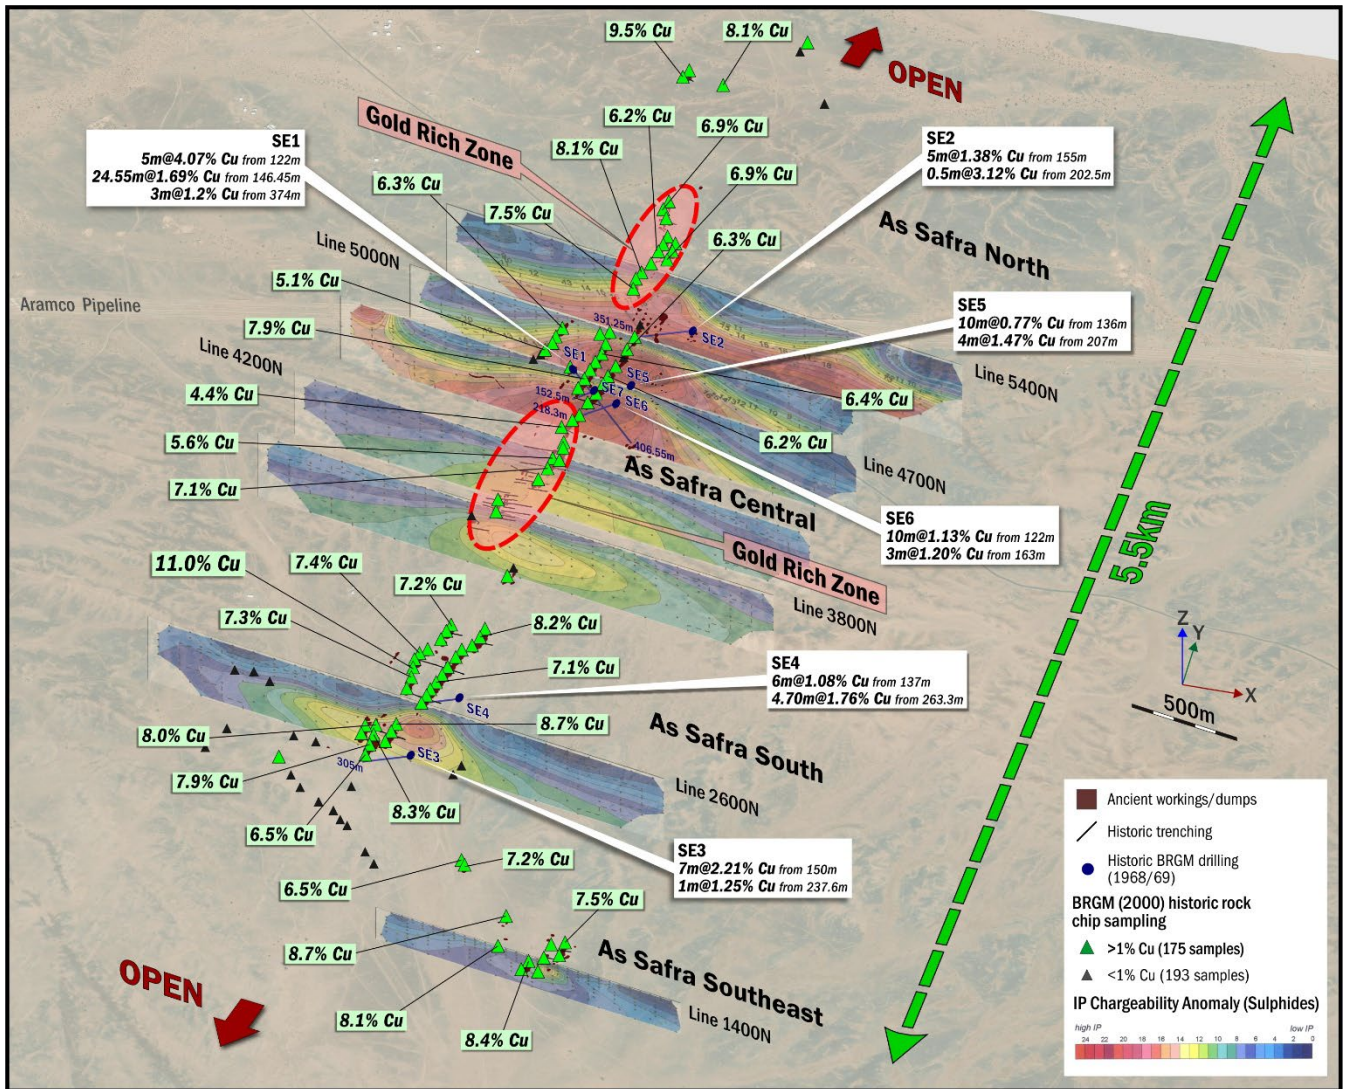 9.5% Cu
8.1% Cu
OPEN
6.2% Cu
6.9% Cu
Gold Rich Zone
8.1% Cu
SE1
5m@4.07% Cu from 122m
24.55m@1.69% Cu from 146.45m
3m@1.2% Cu from 374m
SE2
5m@1.38% Cu from 155m
0.5m@3.12% Cu from 202.5m
6.3% Cu
6.9% Cu
7.5% Cu
6.3% Cu
As Safra North
Line 5000N
5.1% Cu
Aramco Pipeline
7.9% Cu
351.25m
SE2
SE5
10m@0.77% Cu from 136m
4m@1.47% Cu from 207m
Line 4200N
SE1
SE5
SE7
152.5m
SE6
218.3m
Line 5400N
4.4% Cu
6.4% Cu
5.6% Cu
6.2% Cu
406.55m
As Safra Central
Line 4700N
7.1% Cu
SE6
10m@1.13% Cu from 122m
3m@1.20% Cu from 163m
Gold Rich Zone
Line 3800N
5.5km
11.0% Cu
7.4% Cu
7.2% Cu
7.3% Cu
8.2% Cu
7.1% Cu
SE4
6m@1.08% Cu from 137m
4.70m@1.76% Cu from 263.3m
Z
Y
X
500m
SE4
8.0% Cu
8.7% Cu
As Safra South
SE3
305m
7.9% Cu
Line 2600N
8.3% Cu
6.5% Cu
SE3
7m@2.21% Cu from 150m
1m@1.25% Cu from 237.6m
7.2% Cu
6.5% Cu
7.5% Cu
8.7% Cu
As Safra Southeast
OPEN
8.1% Cu
Line 1400N
8.4% Cu
Ancient workings/dumps
Historic trenching
Historic BRGM drilling
(1968/69)
BRGM (2000) historic rock
chip sampling
>1% Cu (175 samples)
<1% Cu (193 samples)
IP Chargeability Anomaly (Sulphides)
high IP
low IP
24 22 20 18 16 14 12 10 8 6 4 2 0